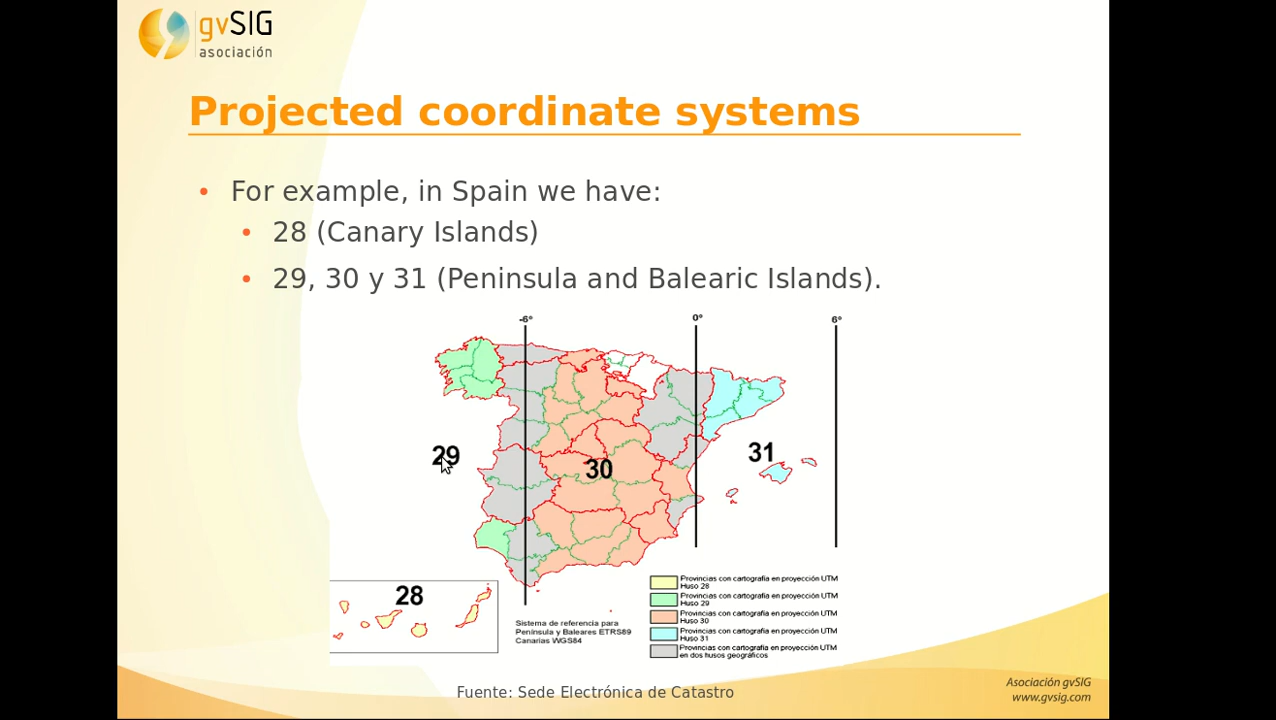 gvSIG
asociación
Projected coordinate systems
• For example, in Spain we have:
• 28 (Canary Islands)
• 29, 30 y 31 (Peninsula and Balearic Islands).
-6º 0º 6º
29
30
31
28
Sistema de referencia para
Península y Baleares ETRS89
Canarias WGS84
Provincias con cartografía en proyección UTM
Huso 28
Provincias con cartografía en proyección UTM
Huso 29
Provincias con cartografía en proyección UTM
Huso 30
Provincias con cartografía en proyección UTM
Huso 31
Provincias con cartografía en proyección UTM
en dos husos geográficos
Fuente: Sede Electrónica de Catastro
Asociación gvSIG
www.gvsig.com